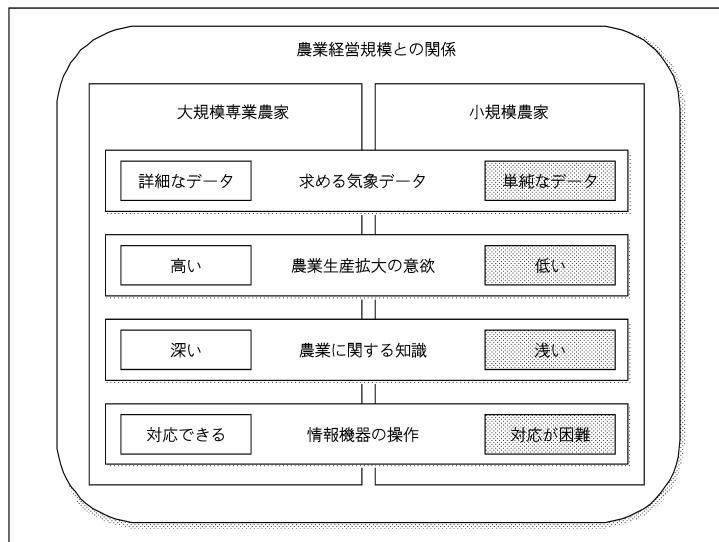 農業経営規模との関係
大規模専業農家 小規模農家
詳細なデータ 求める気象データ 単純なデータ
高い 農業生産拡大の意欲 低い
深い 農業に関する知識 浅い
対応できる 情報機器の操作 対応が困難